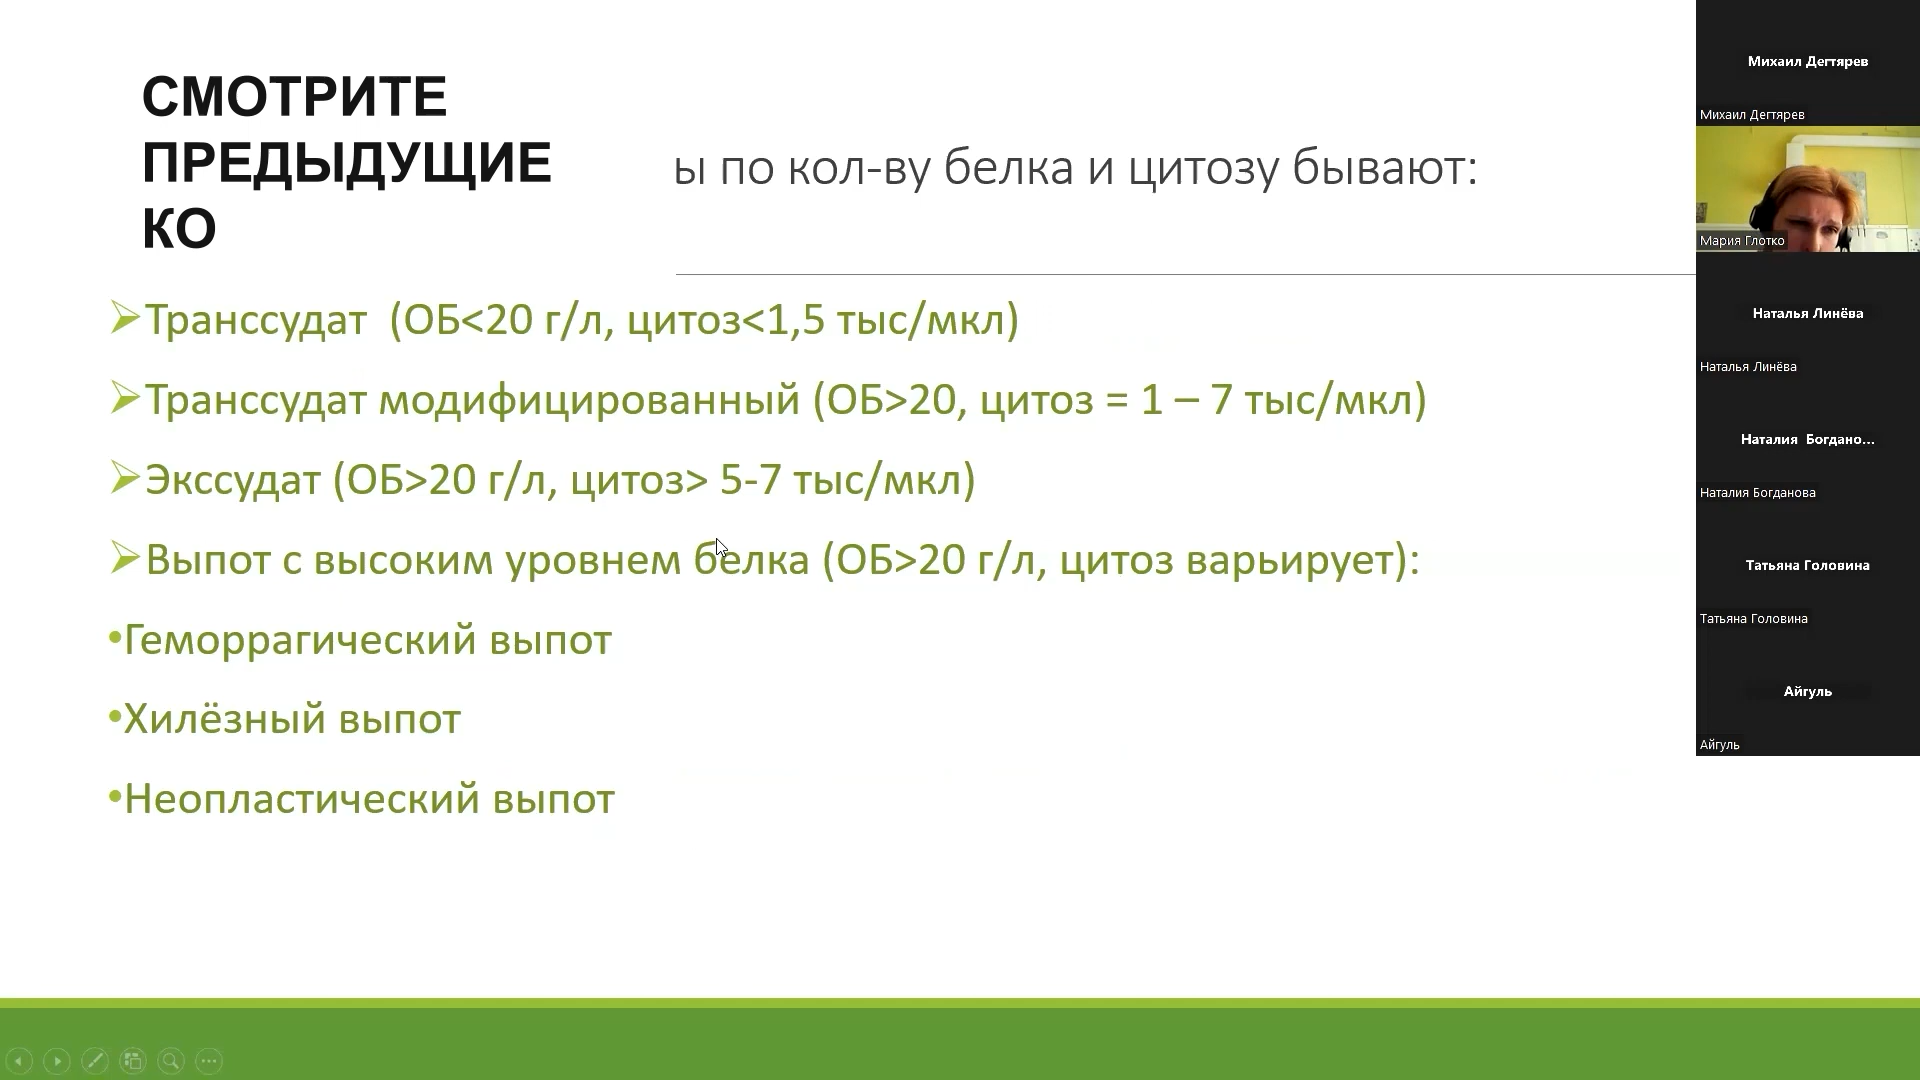 СМОТРИТЕ
ПРЕДЫДУЩИЕ
КО
ы по кол-ву белка и цитозу бывают:
Транссудат (ОБ<20 г/л, цитоз<1,5 тыс/мкл)
Транссудат модифицированный (ОБ>20, цитоз = 1 – 7 тыс/мкл)
Экссудат (ОБ>20 г/л, цитоз> 5-7 тыс/мкл)
Выпот с высоким уровнем белка (ОБ>20 г/л, цитоз варьирует):
•Геморрагический выпот
•Хилёзный выпот
•Неопластический выпот
Михаил Дегтярев
Михаил Дегтярев
Мария Глотко
Наталья Линёва
Наталья Линёва
Наталия Богдано...
Наталия Богданова
Татьяна Головина
Татьяна Головина
Айгуль
Айгуль